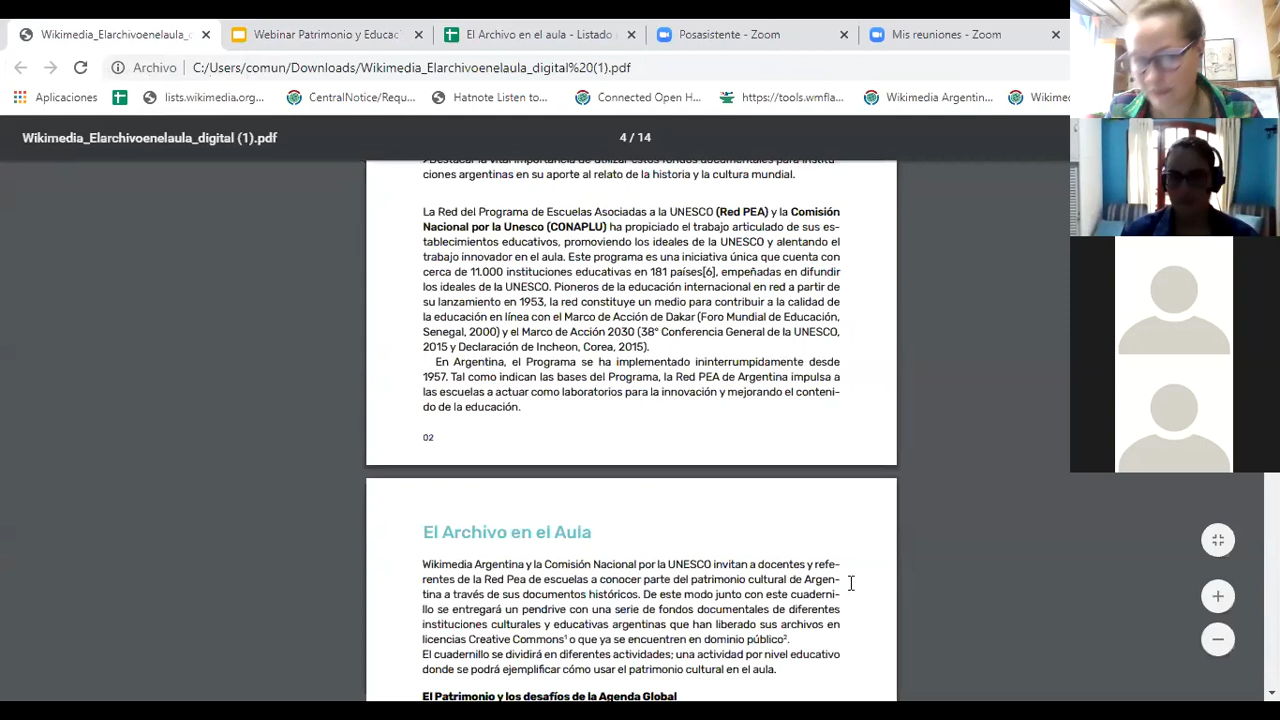 Wikimedia_Elarchivoenelaula_c
Webinar Patrimonio y Educac
El Archivo en el aula - Listado
Posasistente - Zoom
Mis reuniones - Zoom
Archivo
C:/Users/comun/Downloads/Wikimedia_Elarchivoenelaula_digital%20(1).pdf
Aplicaciones
lists.wikimedia.org...
CentralNotice/Requ...
Hatnote Listen to...
Connected Open H...
https://tools.wmfla...
Wikimedia Argentin...
Wikime
Wikimedia_Elarchivoenelaula_digital (1).pdf
4 / 14
>Destacar la vital importancia de utilizar estos fondos documentales para institu-
ciones argentinas en su aporte al relato de la historia y la cultura mundial.
La Red del Programa de Escuelas Asociadas a la UNESCO (Red PEA) y la Comisión
Nacional por la Unesco (CONAPLU) ha propiciado el trabajo articulado de sus es-
tablecimientos educativos, promoviendo los ideales de la UNESCO y alentando el
trabajo innovador en el aula. Este programa es una iniciativa única que cuenta con
cerca de 11.000 instituciones educativas en 181 países[6], empeñadas en difundir
los ideales de la UNESCO. Pioneros de la educación internacional en red a partir de
su lanzamiento en 1953, la red constituye un medio para contribuir a la calidad de
la educación en línea con el Marco de Acción de Dakar (Foro Mundial de Educación,
Senegal, 2000) y el Marco de Acción 2030 (38° Conferencia General de la UNESCO,
2015 y Declaración de Incheon, Corea, 2015).
En Argentina, el Programa se ha implementado ininterrumpidamente desde
1957. Tal como indican las bases del Programa, la Red PEA de Argentina impulsa a
las escuelas a actuar como laboratorios para la innovación y mejorando el conteni-
do de la educación.
02
El Archivo en el Aula
Wikimedia Argentina y la Comisión Nacional por la UNESCO invitan a docentes y refe-
rentes de la Red Pea de escuelas a conocer parte del patrimonio cultural de Argen-
tina a través de sus documentos históricos. De este modo junto con este cuaderni-
llo se entregará un pendrive con una serie de fondos documentales de diferentes
instituciones culturales y educativas argentinas que han liberado sus archivos en
licencias Creative Commons¹ o que ya se encuentren en dominio público².
El cuadernillo se dividirá en diferentes actividades; una actividad por nivel educativo
donde se podrá ejemplificar cómo usar el patrimonio cultural en el aula.
El Patrimonio y los desafíos de la Agenda Global